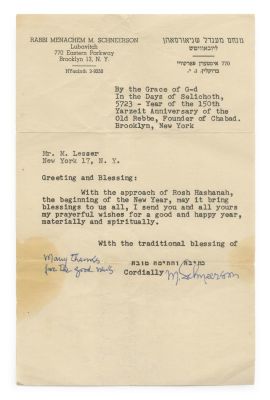 RABBI MENACHEM M. SCHNEERSON
Lubavitch
770 Eastern Parkway
Brooklyn 13, N. Y.
HYacinth 3-9250
מנחם מענדל שניאורסאהן
ליובאוויטש
770 איסטערן פארקוויי
ברוקלין, נ. י.
By the Grace of G-d
In the Days of Selichoth,
5723 - Year of the 150th
Yarzeit Anniversary of the
Old Rebbe, Founder of Chabad.
Brooklyn, New York
Mr. M. Lesser
New York 17, N. Y.
Greeting and Blessing:
With the approach of Rosh Hashanah,
the beginning of the New Year, may it bring
blessings to us all, I send you and all yours
my prayerful wishes for a good and happy year,
materially and spiritually.
With the traditional blessing of
כתיבה וחתימה טובה
Many thanks
for the good
Cordially M. Schneerson